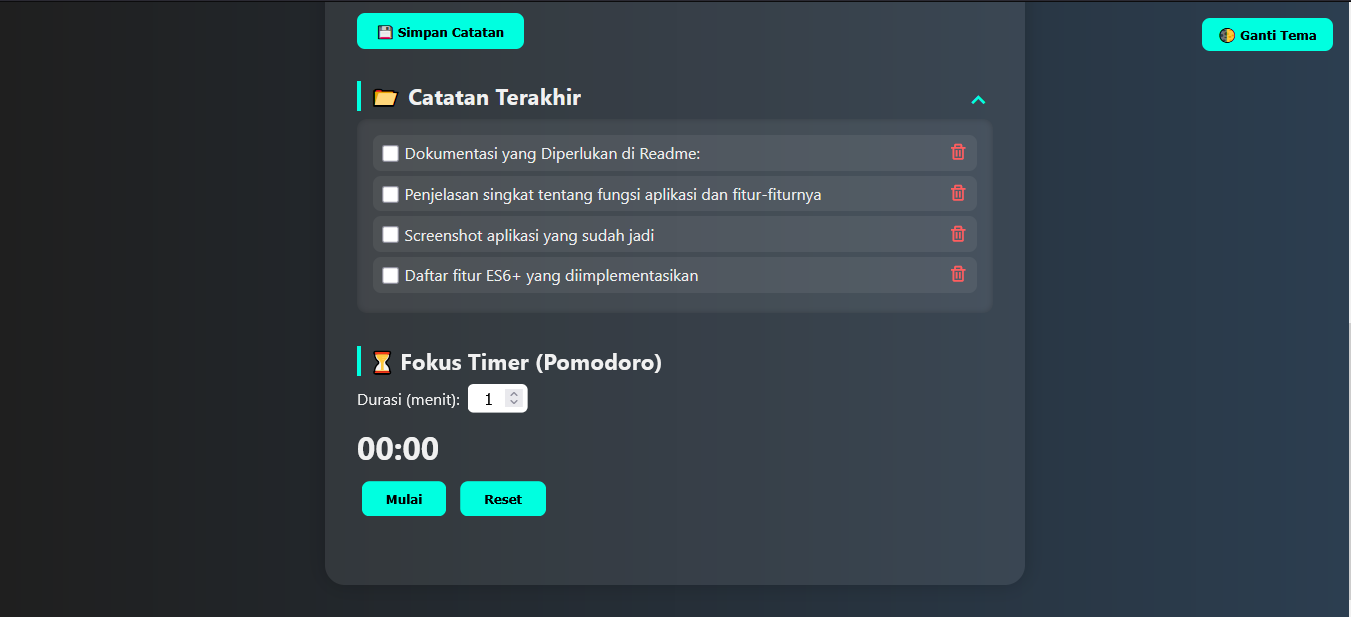 💾 Simpan Catatan
🌗 Ganti Tema
📂 Catatan Terakhir
Dokumentasi yang Diperlukan di Readme:
Penjelasan singkat tentang fungsi aplikasi dan fitur-fiturnya
Screenshot aplikasi yang sudah jadi
Daftar fitur ES6+ yang diimplementasikan
⏳ Fokus Timer (Pomodoro)
Durasi (menit): 1
00:00
Mulai Reset